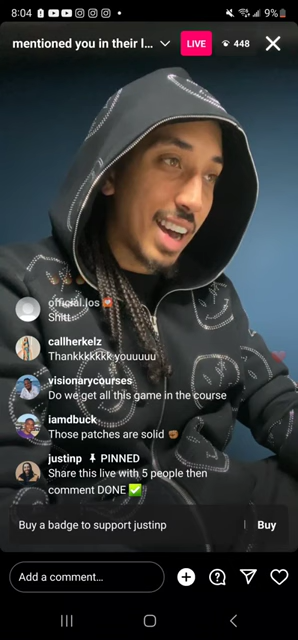 8:04
9%
mentioned you in their l...
LIVE
448
official.los
Shitt
callherkelz
Thankkkkkkk youuuuu
visionarycourses
Do we get all this game in the course
iamdbuck
Those patches are solid
justinp PINNED
Share this live with 5 people then
comment DONE ✅
Buy a badge to support justinp
Buy
Add a comment...